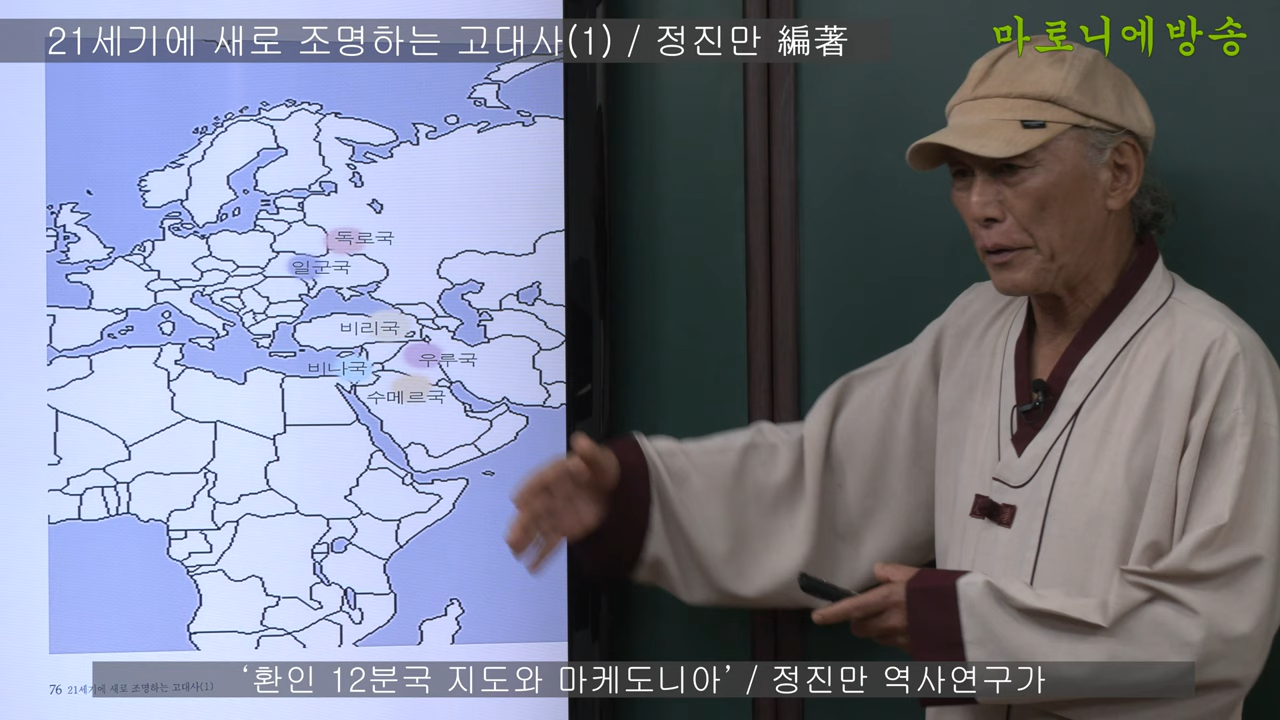 21세기에 새로 조명하는 고대사(1) / 정진만 編著
마로니에방송
독로국
일군국
비리국
우루국
비나국
수메르국
76 21세기에 새로 조명하는 고대사(1)
‘환인 12분국 지도와 마케도니아’ / 정진만 역사연구가